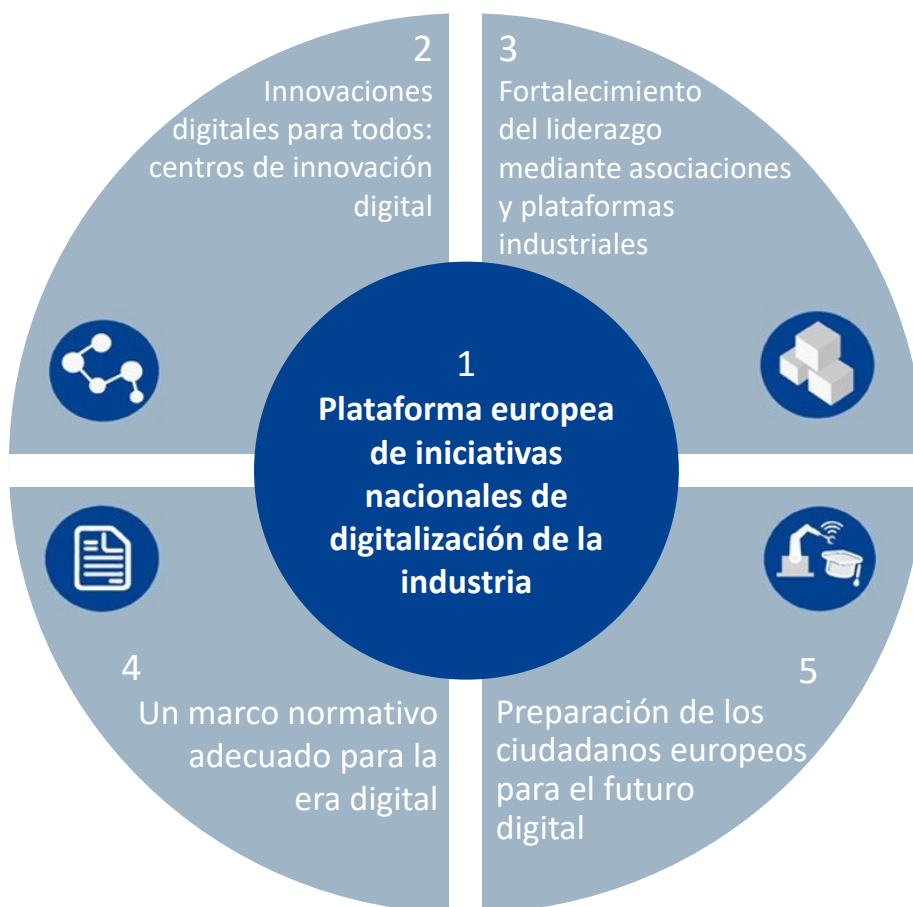 2
Innovaciones
digitales para todos:
centros de innovación
digital
3
Fortalecimiento
del liderazgo
mediante asociaciones
y plataformas
industriales
1
Plataforma europea
de iniciativas
nacionales de
digitalización de la
industria
4
Un marco normativo
adecuado para la
era digital
5
Preparación de los
ciudadanos europeos
para el futuro
digital